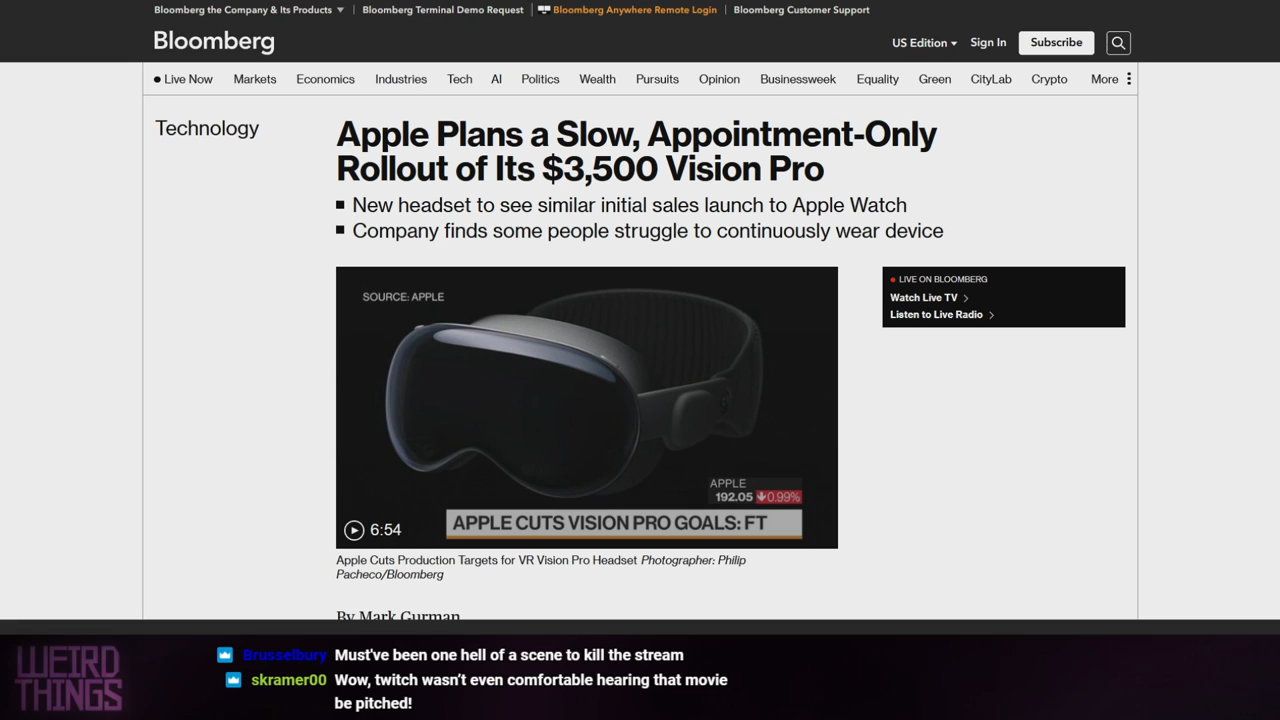 Bloomberg the Company & Its Products
Bloomberg Terminal Demo Request
Bloomberg Anywhere Remote Login
Bloomberg Customer Support
Bloomberg
US Edition
Sign In
Subscribe
Live Now
Markets
Economics
Industries
Tech
AI
Politics
Wealth
Pursuits
Opinion
Businessweek
Equality
Green
CityLab
Crypto
More
Technology
Apple Plans a Slow, Appointment-Only
Rollout of Its $3,500 Vision Pro
New headset to see similar initial sales launch to Apple Watch
Company finds some people struggle to continuously wear device
SOURCE: APPLE
APPLE
192.05 0.99%
APPLE CUTS VISION PRO GOALS: FT
6:54
LIVE ON BLOOMBERG
Watch Live TV
Listen to Live Radio
Apple Cuts Production Targets for VR Vision Pro Headset Photographer: Philip
Pacheco/Bloomberg
By Mark Gurman
WEIRD
THINGS
Brusselbury Must've been one hell of a scene to kill the stream
skramer00 Wow, twitch wasn't even comfortable hearing that movie
be pitched!